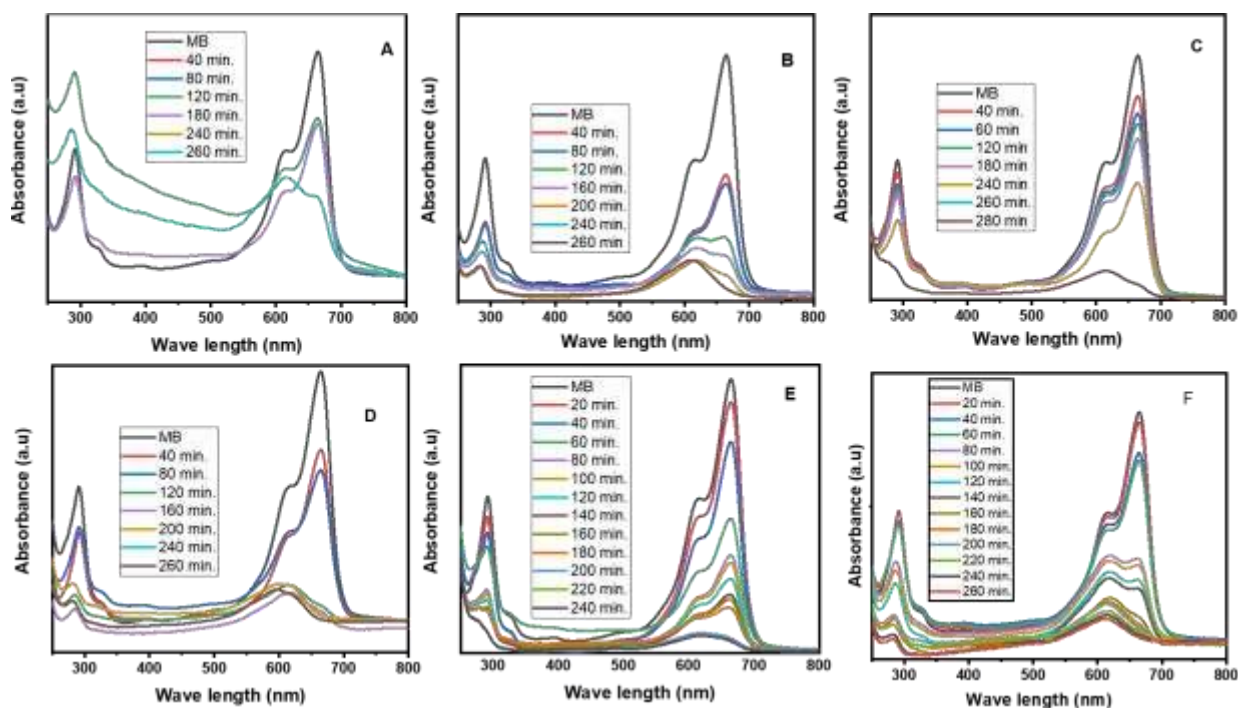 A
MB
40 min.
80 min.
120 min.
180 min.
240 min.
260 min.
Absorbance (a.u)
300 400 500 600 700 800
Wave length (nm)
B
MB
40 min.
80 min.
120 min.
160 min.
200 min.
240 min.
260 min
Absorbance (a.u)
300 400 500 600 700 800
Wave length (nm)
C
MB
40 min.
60 min
120 min
180 min
240 min
260 min
280 min
Absorbance (a.u)
300 400 500 600 700 800
Wave length (nm)
D
MB
40 min.
80 min.
120 min.
160 min.
200 min.
240 min.
260 min.
Absorbance (a.u)
300 400 500 600 700 800
Wave length (nm)
E
MB
20 min.
40 min.
60 min.
80 min.
100 min.
120 min.
140 min.
160 min.
180 min.
200 min.
220 min.
240 min.
Absorbance (a.u)
300 400 500 600 700 800
Wave length (nm)
F
MB
20 min.
40 min.
60 min.
80 min.
100 min.
120 min.
140 min.
160 min.
180 min.
200 min.
220 min.
240 min.
260 min.
Absorbance (a.u)
300 400 500 600 700 800
Wave length (nm)